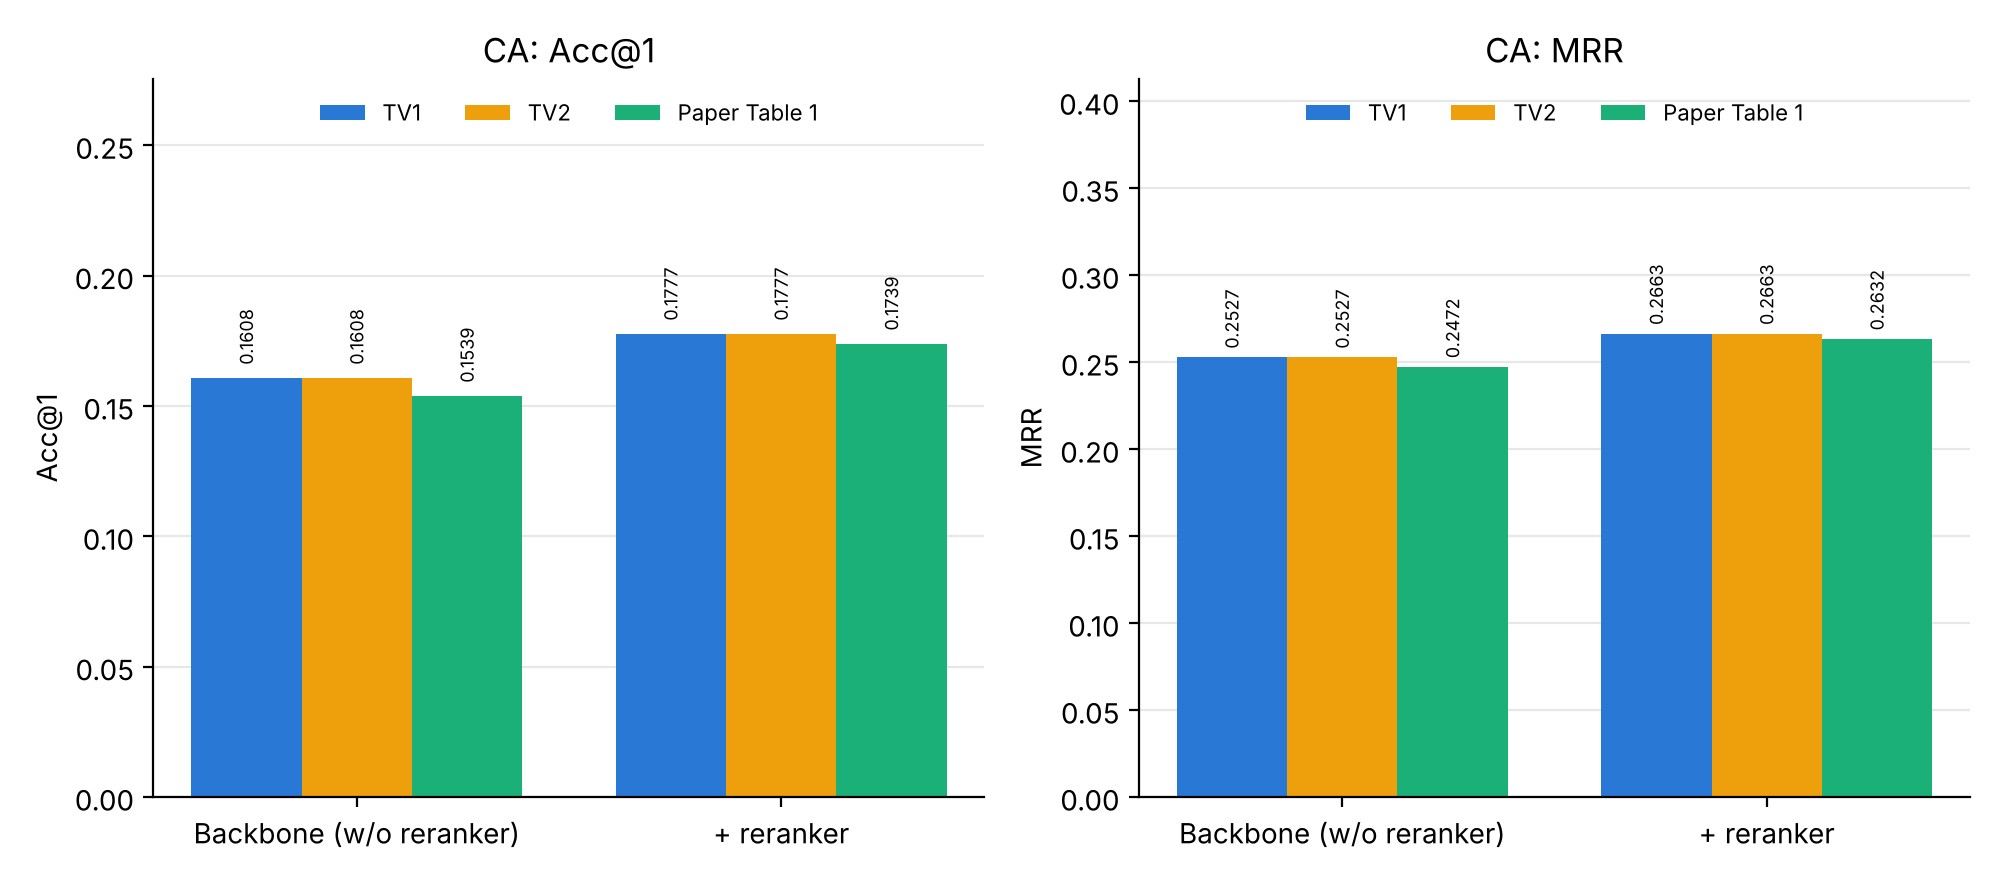 CA: Acc@1
TV1 TV2 Paper Table 1
Acc@1
0.25
0.20
0.15
0.10
0.05
0.00
0.1608 0.1608 0.1539 0.1777 0.1777 0.1739
Backbone (w/o reranker) + reranker
CA: MRR
TV1 TV2 Paper Table 1
MRR
0.40
0.35
0.30
0.25
0.20
0.15
0.10
0.05
0.00
0.2527 0.2527 0.2472 0.2663 0.2663 0.2632
Backbone (w/o reranker) + reranker